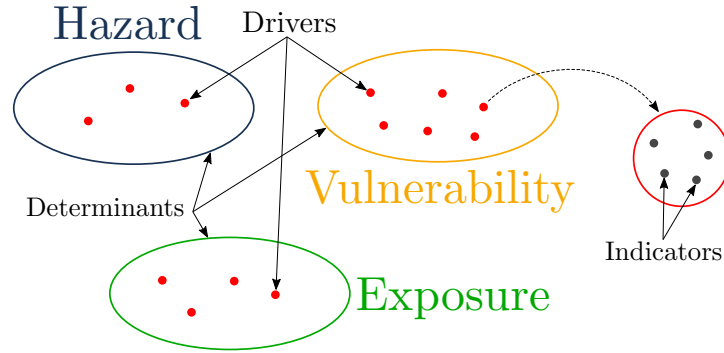 Hazard
Drivers
Vulnerability
Determinants
Indicators
Exposure